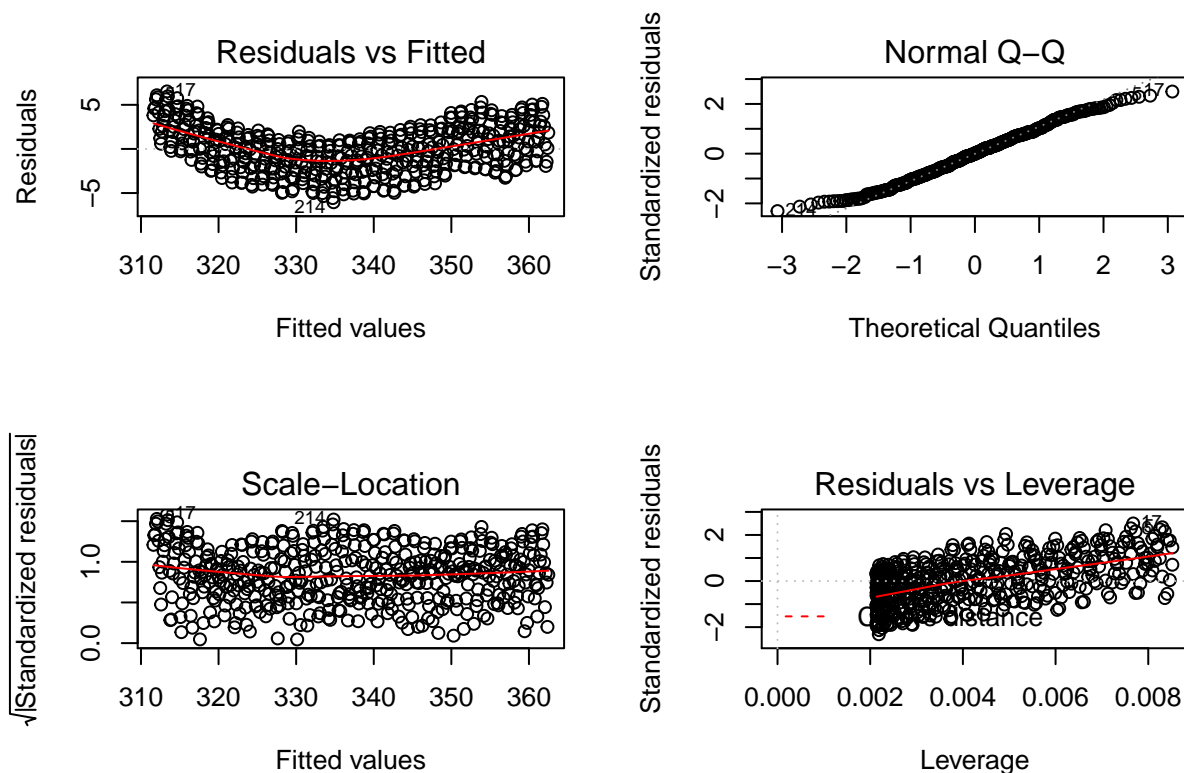 Residuals vs Fitted
Residuals
5
−5
17
214
310 320 330 340 350 360
Fitted values
Normal Q−Q
Standardized residuals
2
0
−2
214
517
−3 −2 −1 0 1 2 3
Theoretical Quantiles
Scale−Location
√|Standardized residuals|
1.0
0.0
17
214
310 320 330 340 350 360
Fitted values
Residuals vs Leverage
Standardized residuals
2
0
−2
17
distance
0.000 0.002 0.004 0.006 0.008
Leverage